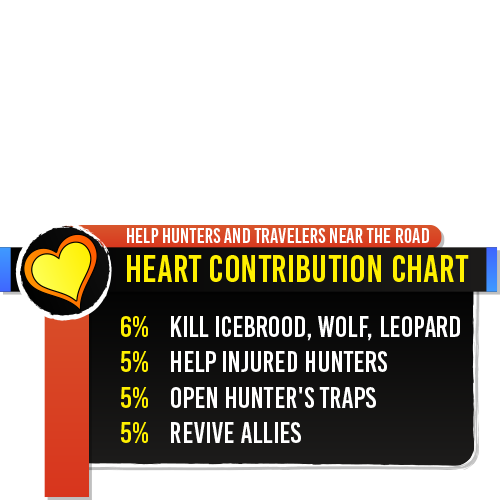 HELP HUNTERS AND TRAVELERS NEAR THE ROAD
HEART CONTRIBUTION CHART
6% KILL ICEBROOD, WOLF, LEOPARD
5% HELP INJURED HUNTERS
5% OPEN HUNTER'S TRAPS
5% REVIVE ALLIES